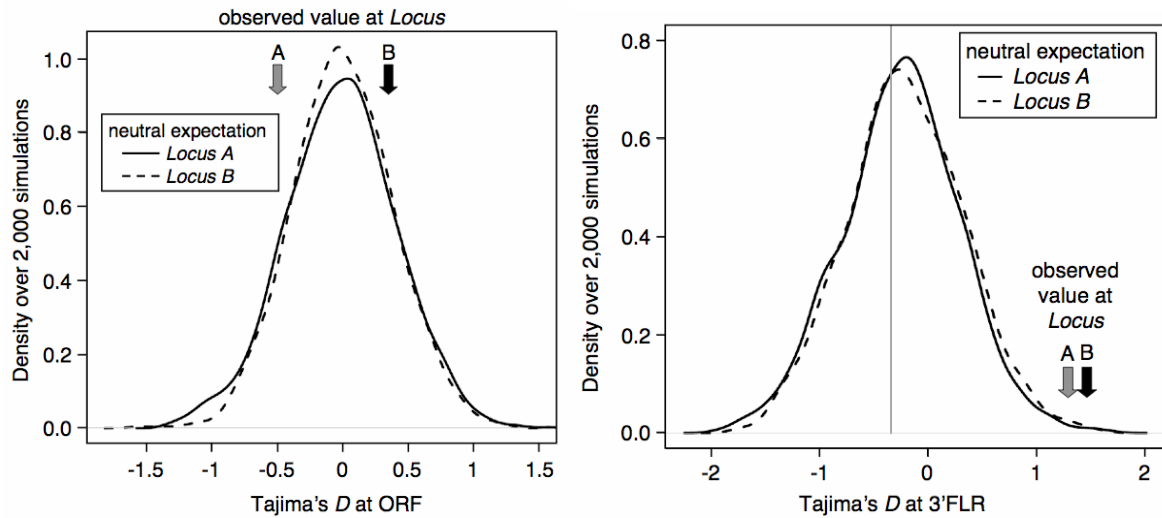 observed value at Locus
A
B
neutral expectation
Locus A
Locus B
Density over 2,000 simulations
1.0
0.8
0.6
0.4
0.2
0.0
-1.5
-1
-0.5
0
0.5
1
1.5
Tajima's D at ORF
neutral expectation
Locus A
Locus B
Density over 2,000 simulations
0.8
0.6
0.4
0.2
0.0
observed
value at
Locus
A
B
-2
-1
0
1
2
Tajima's D at 3'FLR